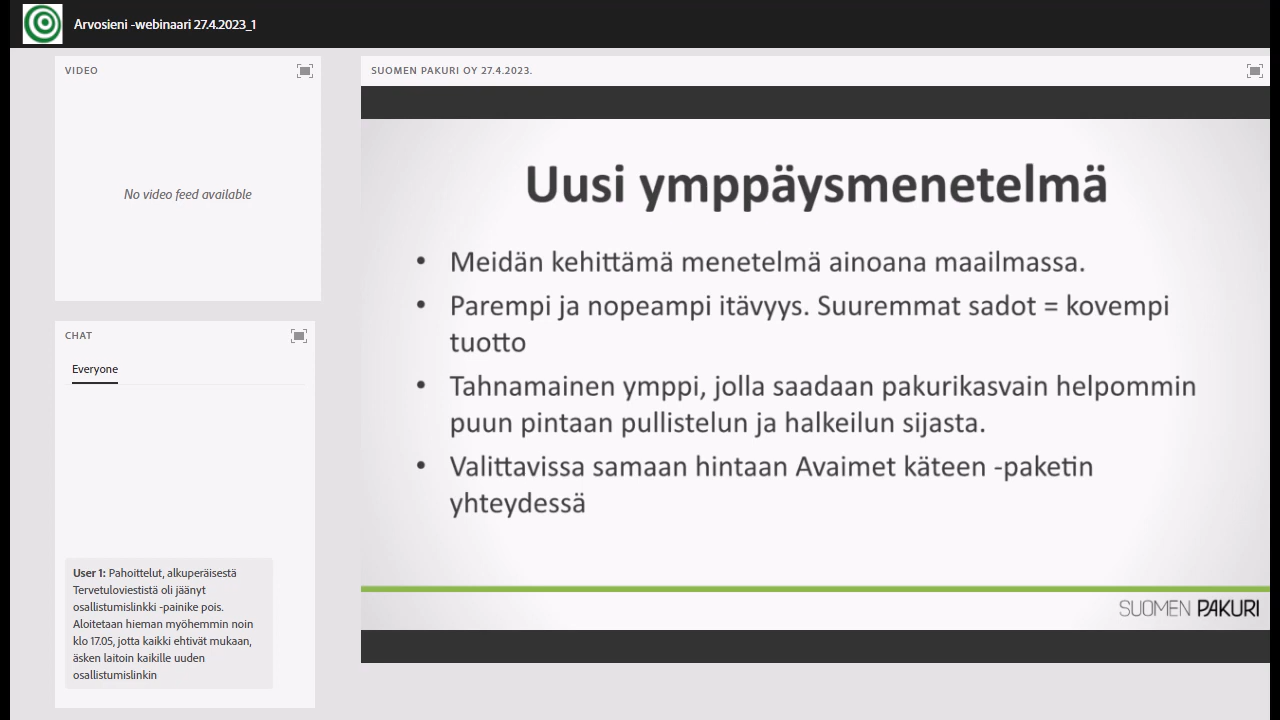 Arvosieni -webinaari 27.4.2023_1
VIDEO
No video feed available
CHAT
Everyone
User 1: Pahoittelut, alkuperäisestä
Tervetuloviestistä oli jäänyt
osallistumislinkki -painike pois.
Aloitetaan hieman myöhemmin noin
klo 17.05, jotta kaikki ehtivät mukaan,
äsken laitoin kaikille uuden
osallistumislinkin
SUOMEN PAKURI OY 27.4.2023.
Uusi ymppäysmenetelmä
• Meidän kehittämä menetelmä ainoana maailmassa.
• Parempi ja nopeampi itävyys. Suuremmat sadot = kovempi
tuotto
• Tahnamainen ymppi, jolla saadaan pakurikasvain helpommin
puun pintaan pullistelun ja halkeilun sijasta.
• Valittavissa samaan hintaan Avaimet käteen -paketin
yhteydessä
SUOMEN PAKURI